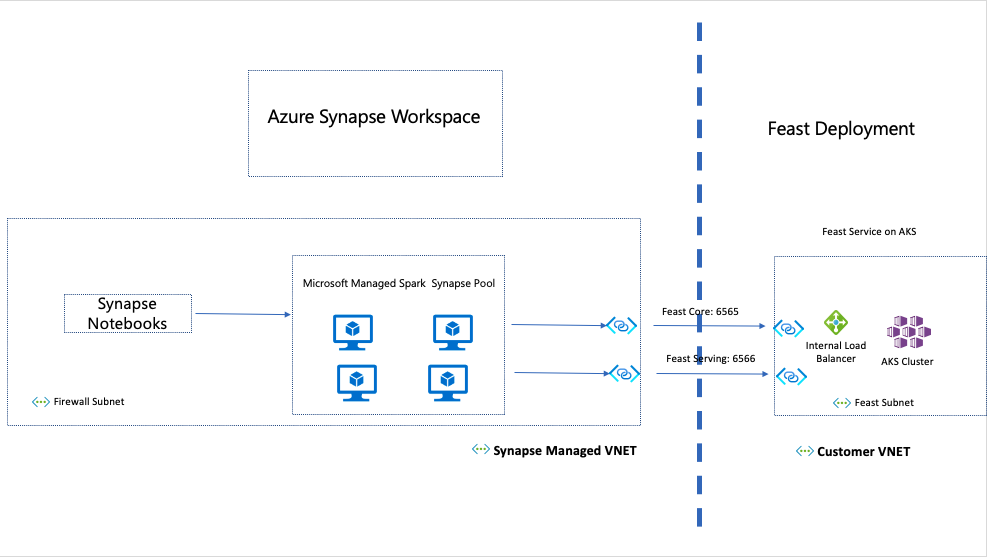 Azure Synapse Workspace
Feast Deployment
Feast Service on AKS
Microsoft Managed Spark  Synapse Pool
Synapse
Notebooks
Feast Core: 6565
Internal Load
Balancer
AKS Cluster
Feast Serving: 6566
Firewall Subnet
Feast Subnet
Synapse Managed VNET
Customer VNET